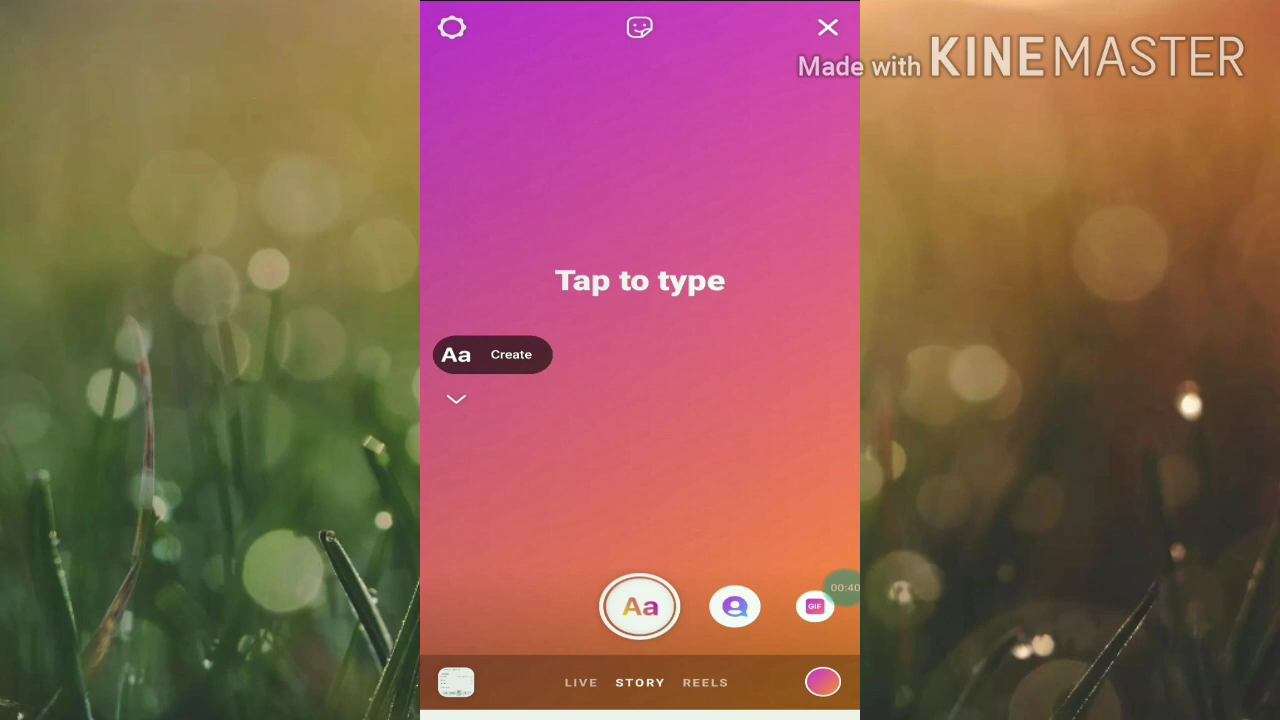 Made with KINEMASTER
Tap to type
Aa Create
Aa
GIF
00:40
LIVE STORY REELS